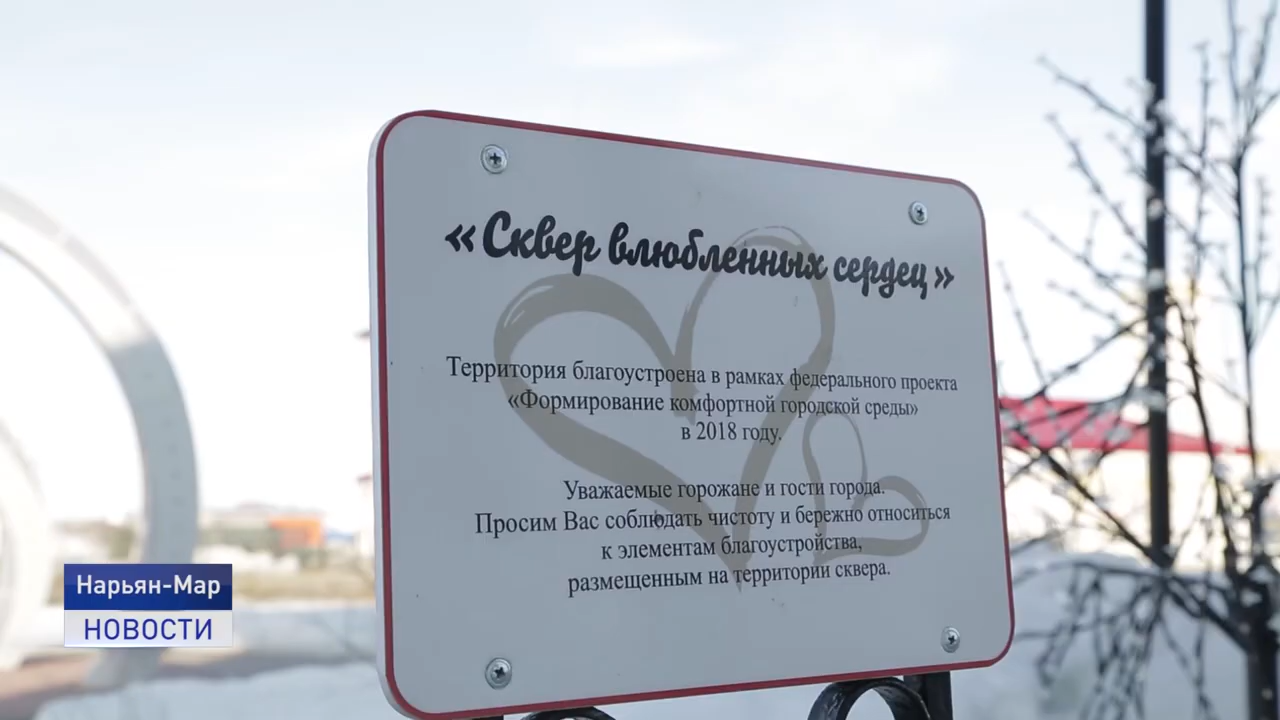 «Сквер влюбленных сердец»
Территория благоустроена в рамках федерального проекта
«Формирование комфортной городской среды»
в 2018 году.
Уважаемые горожане и гости города.
Просим Вас соблюдать чистоту и бережно относиться
к элементам благоустройства,
размещенным на территории сквера.
Нарьян-Мар
НОВОСТИ